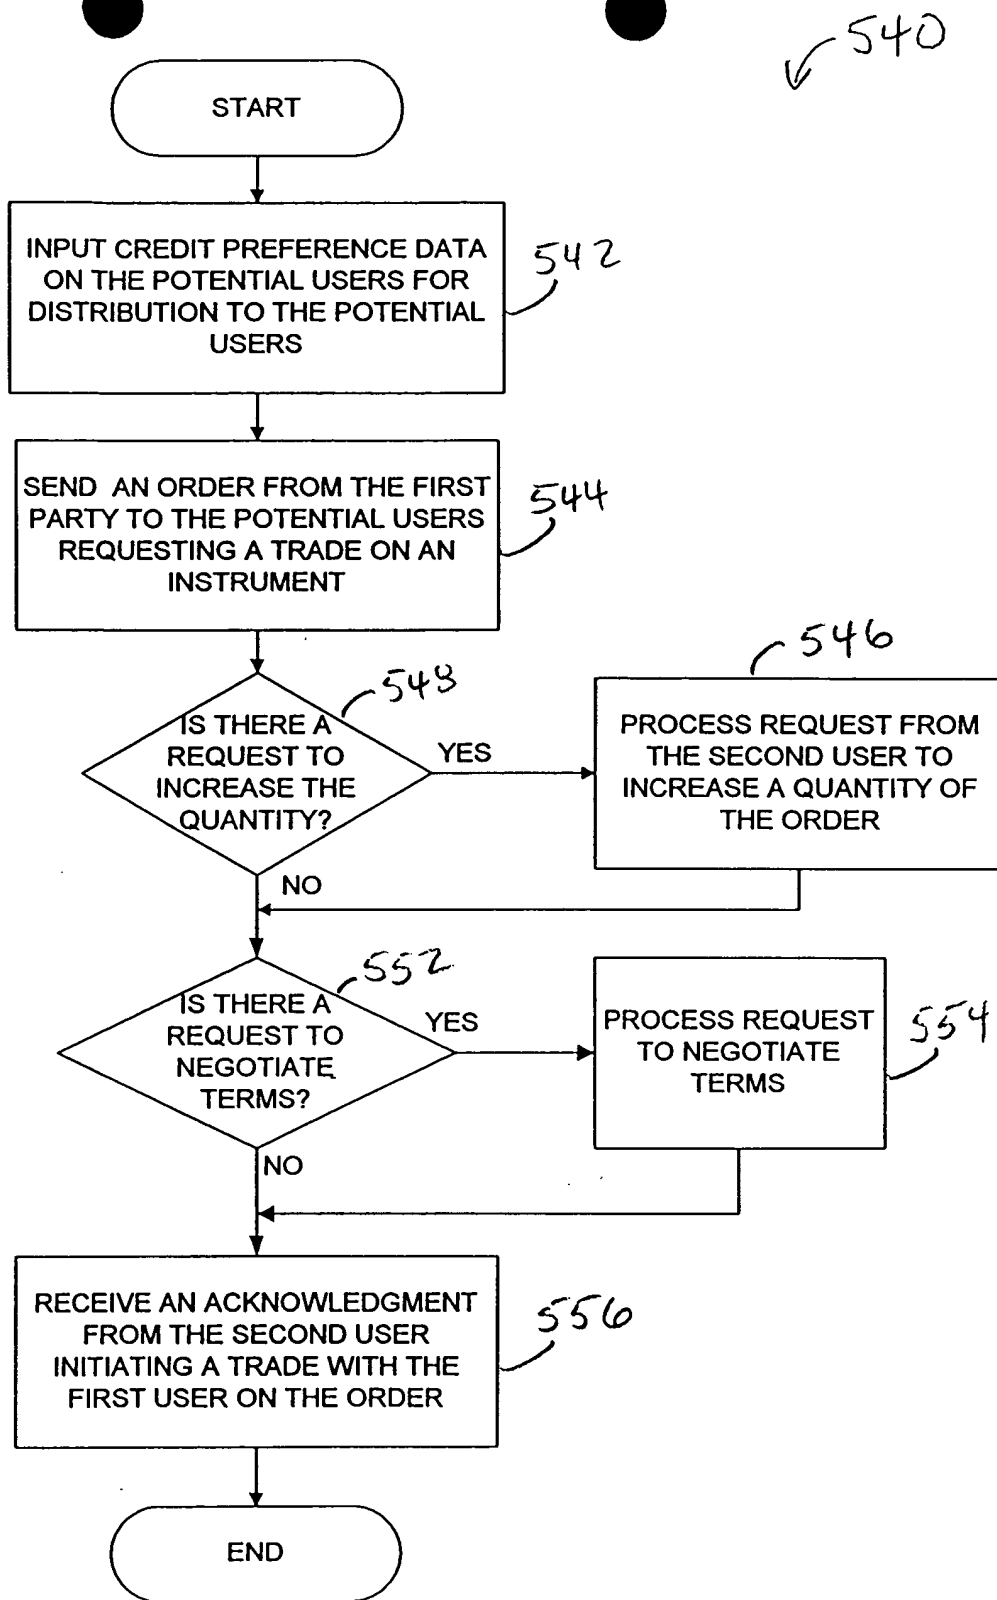 540
START
INPUT CREDIT PREFERENCE DATA
ON THE POTENTIAL USERS FOR
DISTRIBUTION TO THE POTENTIAL
USERS
542
SEND AN ORDER FROM THE FIRST
PARTY TO THE POTENTIAL USERS
REQUESTING A TRADE ON AN
INSTRUMENT
544
548
IS THERE A
REQUEST TO
INCREASE THE
QUANTITY?
YES
NO
546
PROCESS REQUEST FROM
THE SECOND USER TO
INCREASE A QUANTITY OF
THE ORDER
552
IS THERE A
REQUEST TO
NEGOTIATE
TERMS?
YES
NO
PROCESS REQUEST
TO NEGOTIATE
TERMS
554
RECEIVE AN ACKNOWLEDGMENT
FROM THE SECOND USER
INITIATING A TRADE WITH THE
FIRST USER ON THE ORDER
556
END